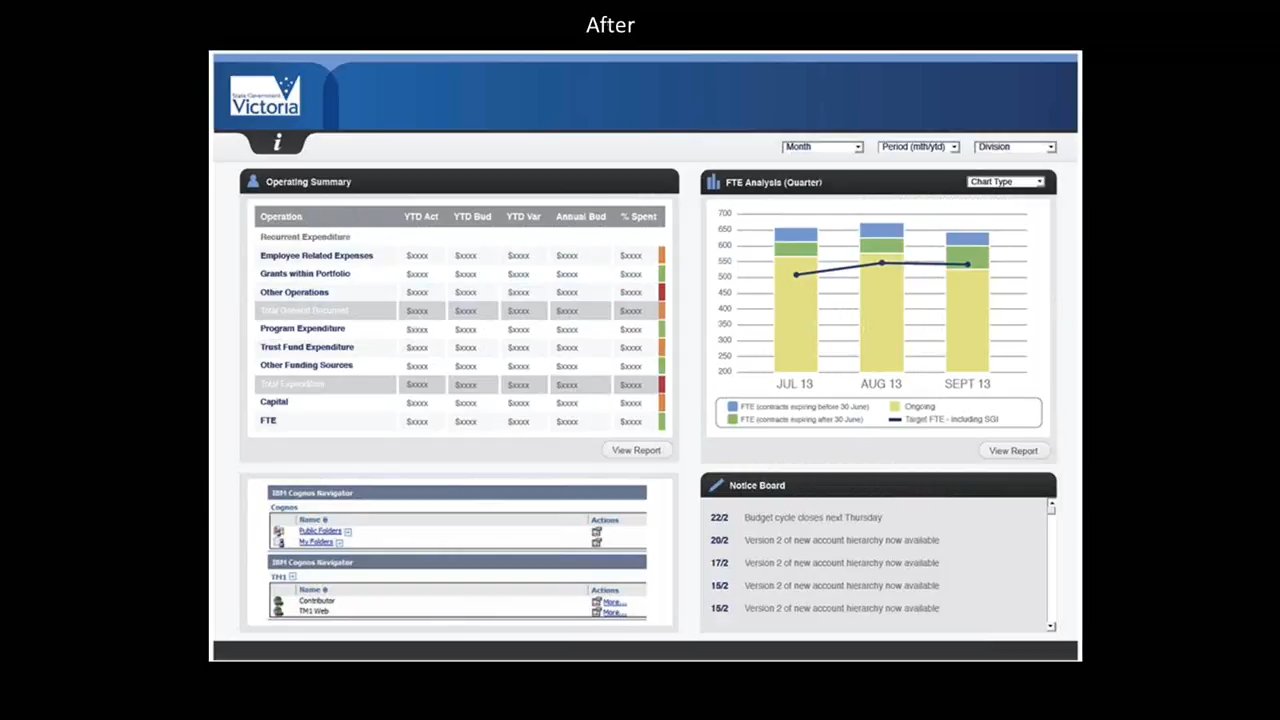 After
State Government
Victoria
i
Month
Period (mth/ytd)
Division
Operating Summary
Operation YTD Act YTD Bud YTD Var Annual Bud % Spent
Recurrent Expenditure
Employee Related Expenses $xxxx $xxxx $xxxx $xxxx $xxxx
Grants within Portfolio $xxxx $xxxx $xxxx $xxxx $xxxx
Other Operations $xxxx $xxxx $xxxx $xxxx $xxxx
Total General Recurrent $xxxx $xxxx $xxxx $xxxx $xxxx
Program Expenditure $xxxx $xxxx $xxxx $xxxx $xxxx
Trust Fund Expenditure $xxxx $xxxx $xxxx $xxxx $xxxx
Other Funding Sources $xxxx $xxxx $xxxx $xxxx $xxxx
Total Expenditure $xxxx $xxxx $xxxx $xxxx $xxxx
Capital $xxxx $xxxx $xxxx $xxxx $xxxx
FTE $xxxx $xxxx $xxxx $xxxx $xxxx
View Report
FTE Analysis (Quarter)
Chart Type
700
650
600
550
500
450
400
350
300
250
200
JUL 13 AUG 13 SEPT 13
FTE (contracts expiring before 30 June) Ongoing
FTE (contracts expiring after 30 June) Target FTE - including SGI
View Report
IBM Cognos Navigator
Cognos
Name Actions
Public Folders
My Folders
IBM Cognos Navigator
TM1
Name Actions
Contributor More...
TM1 Web More...
Notice Board
22/2 Budget cycle closes next Thursday
20/2 Version 2 of new account hierarchy now available
17/2 Version 2 of new account hierarchy now available
15/2 Version 2 of new account hierarchy now available
15/2 Version 2 of new account hierarchy now available